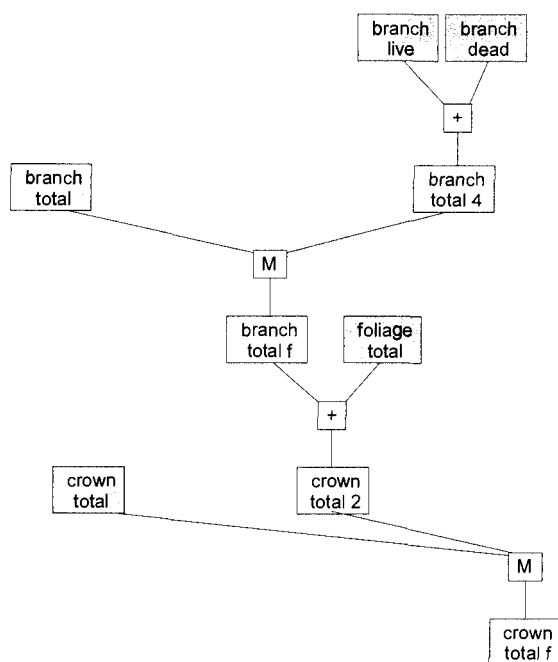 branch
live
branch
dead
+
branch
total
branch
total 4
M
branch
total f
foliage
total
+
crown
total
crown
total 2
M
crown
total f